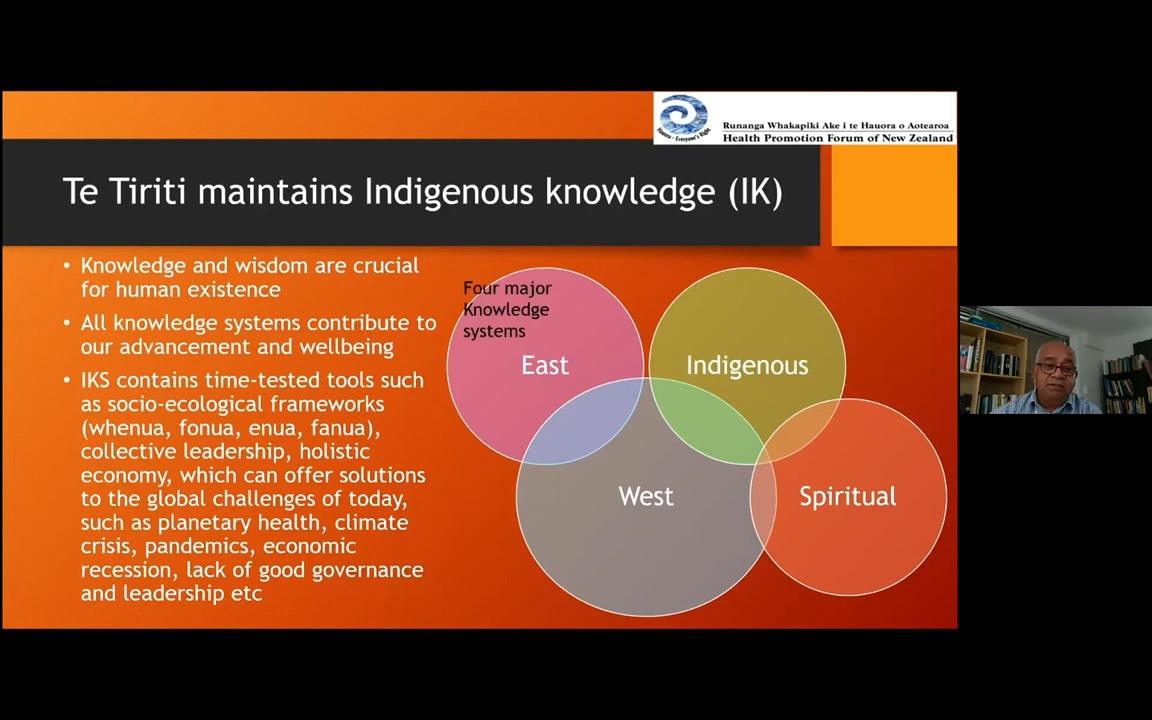 Hauora - Everyone's Right
Runanga Whakapiki Ake i te Hauora o Aotearoa
Health Promotion Forum of New Zealand
Te Tiriti maintains Indigenous knowledge (IK)
• Knowledge and wisdom are crucial
for human existence
• All knowledge systems contribute to
our advancement and wellbeing
• IKS contains time-tested tools such
as socio-ecological frameworks
(whenua, fonua, enua, fanua),
collective leadership, holistic
economy, which can offer solutions
to the global challenges of today,
such as planetary health, climate
crisis, pandemics, economic
recession, lack of good governance
and leadership etc
Four major
Knowledge
systems
East
Indigenous
West
Spiritual